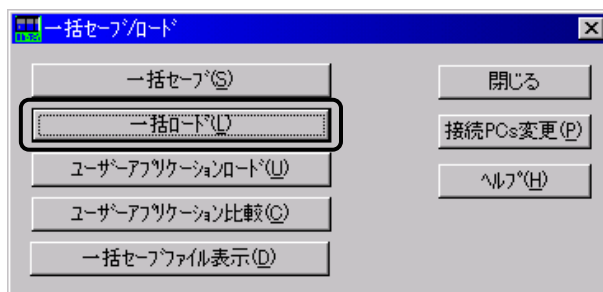 一括ｾｰﾌﾞ/ﾛｰﾄﾞ
一括ｾｰﾌﾞ(S)
閉じる
一括ﾛｰﾄﾞ(L)
接続PCs変更(P)
ﾕｰｻﾞｰｱﾌﾟﾘｹｰｼｮﾝﾛｰﾄﾞ(U)
ﾍﾙﾌﾟ(H)
ﾕｰｻﾞｰｱﾌﾟﾘｹｰｼｮﾝ比較(C)
一括ｾｰﾌﾞﾌｧｲﾙ表示(D)